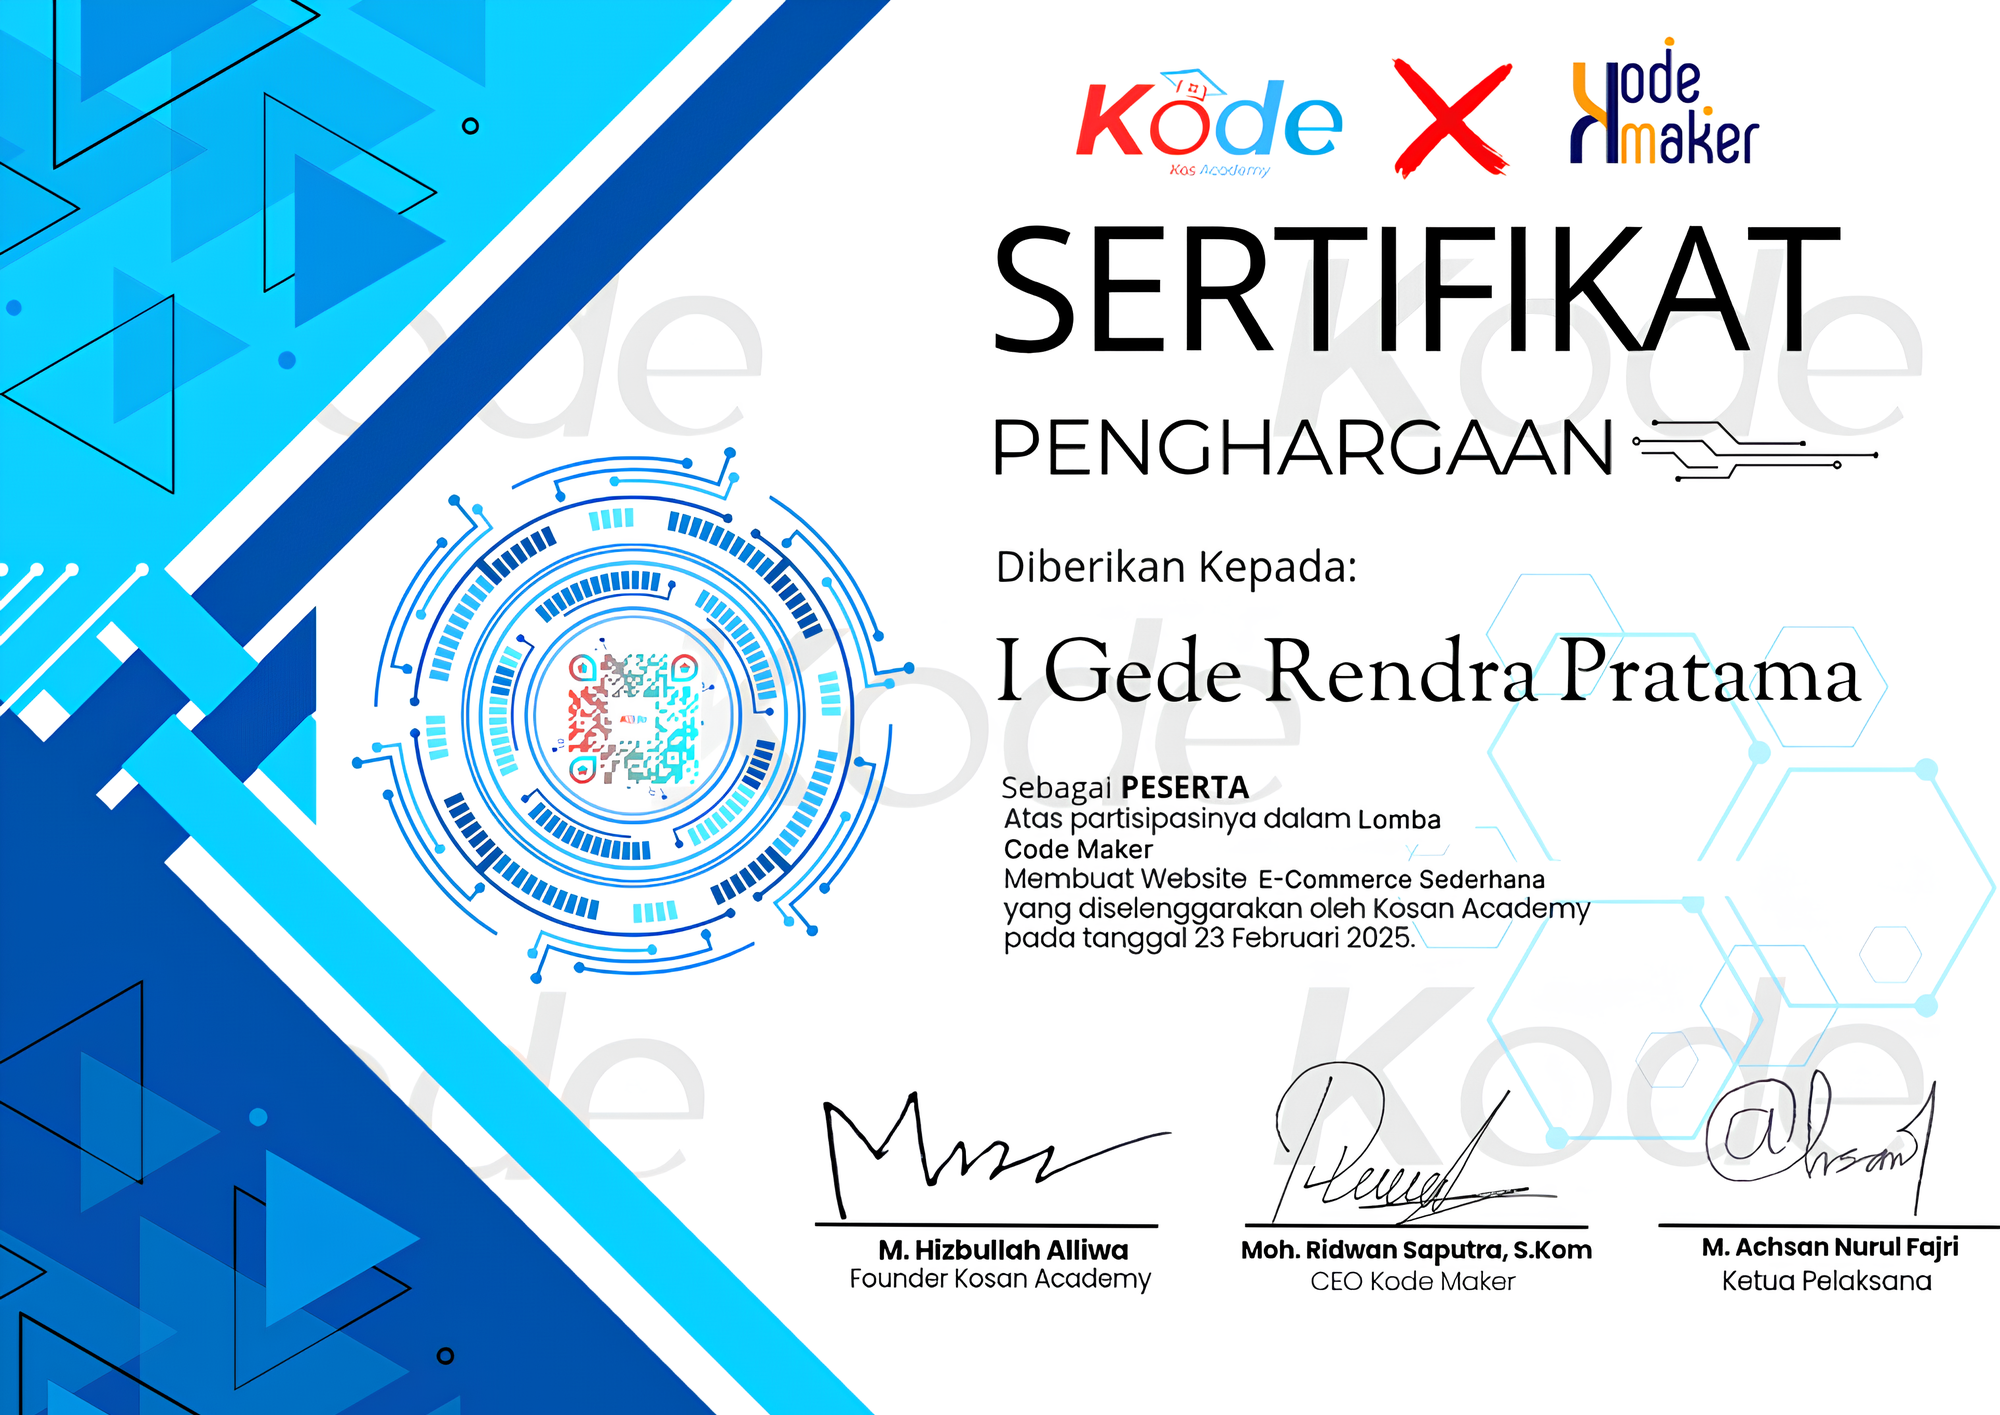 Kode
Kos Academy
Kode
maker
SERTIFIKAT
PENGHARGAAN
Diberikan Kepada:
I Gede Rendra Pratama
Sebagai PESERTA
Atas partisipasinya dalam Lomba
Code Maker
Membuat Website E-Commerce Sederhana
yang diselenggarakan oleh Kosan Academy
pada tanggal 23 Februari 2025.
M. Hizbullah Alliwa
Founder Kosan Academy
Moh. Ridwan Saputra, S.Kom
CEO Kode Maker
M. Achsan Nurul Fajri
Ketua Pelaksana